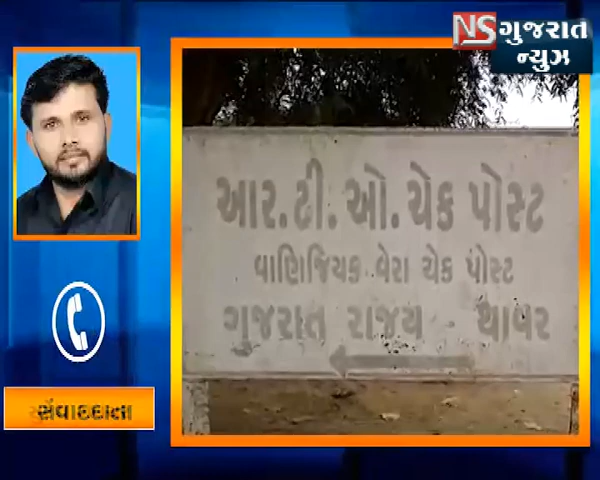 NS ગુજરાત
ન્યુઝ
આર.ટી.ઓ.ચેક પોસ્ટ
વાણિજિયક વેરા ચેક પોસ્ટ
ગુજરાત રાજય - થાવર
સંવાદદાતા